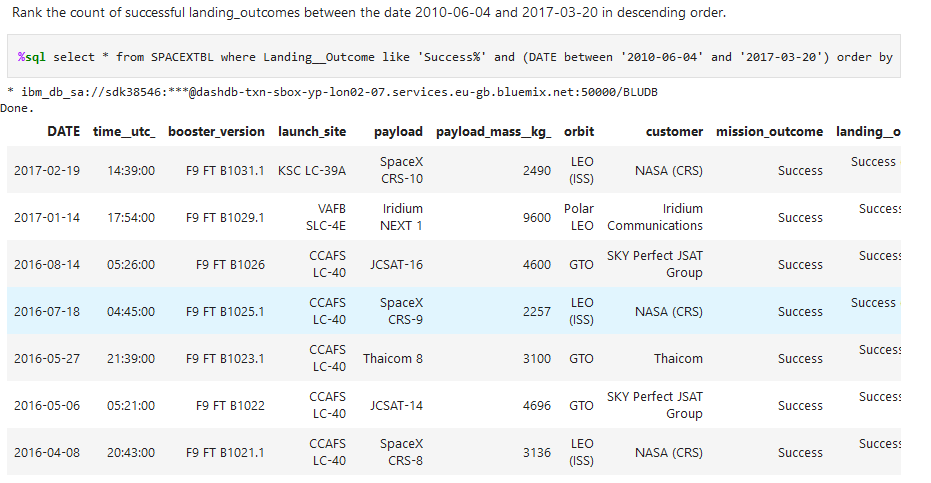 Rank the count of successful landing_outcomes between the date 2010-06-04 and 2017-03-20 in descending order.
%sql select * from SPACEXTBL where Landing__Outcome like 'Success%' and (DATE between '2010-06-04' and '2017-03-20') order by
* ibm_db_sa://sdk38546:***@dashdb-txn-sbox-yp-lon02-07.services.eu-gb.bluemix.net:50000/BLUDB
Done.
DATE time__utc_ booster_version launch_site payload payload_mass__kg_ orbit customer mission_outcome landing__o
2017-02-19 14:39:00 F9 FT B1031.1 KSC LC-39A SpaceX CRS-10 2490 LEO (ISS) NASA (CRS) Success Success
2017-01-14 17:54:00 F9 FT B1029.1 VAFB SLC-4E Iridium NEXT 1 9600 Polar LEO Iridium Communications Success Success
2016-08-14 05:26:00 F9 FT B1026 CCAFS LC-40 JCSAT-16 4600 GTO SKY Perfect JSAT Group Success Success
2016-07-18 04:45:00 F9 FT B1025.1 CCAFS LC-40 SpaceX CRS-9 2257 LEO (ISS) NASA (CRS) Success Success
2016-05-27 21:39:00 F9 FT B1023.1 CCAFS LC-40 Thaicom 8 3100 GTO Thaicom Success Success
2016-05-06 05:21:00 F9 FT B1022 CCAFS LC-40 JCSAT-14 4696 GTO SKY Perfect JSAT Group Success Success
2016-04-08 20:43:00 F9 FT B1021.1 CCAFS LC-40 SpaceX CRS-8 3136 LEO (ISS) NASA (CRS) Success Success